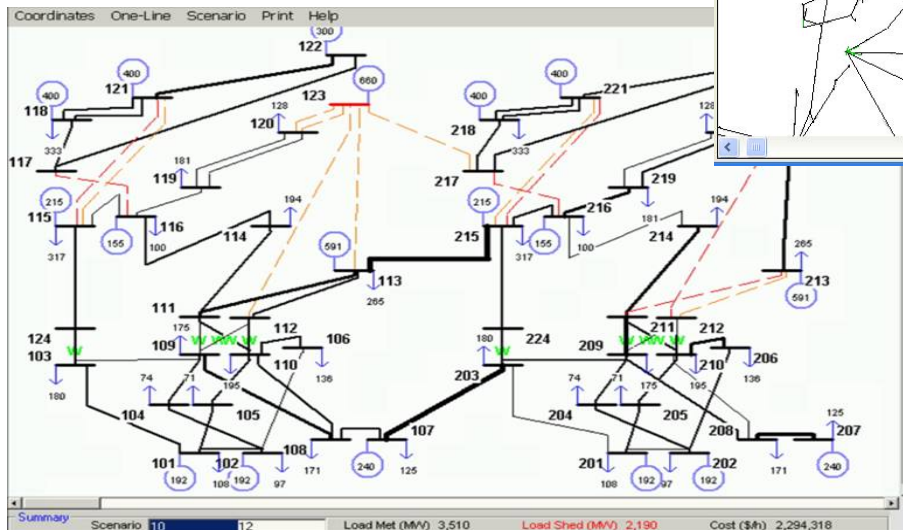 Coordinates One-Line Scenario Print Help
300
122
400 121 400 221
400 118 660 123 400 218
128 120 128
333 333
117 217
181 119 219
215 115 116 194 215 215 216 181 194
155 100 114 155 100 214
317 591 317 265
113 213
265 591
111 112 211 212
175 106 180 224 206
124 109 209
103 110 203 210
195 136 175 195 136
180 74 71 74 71
104 105 204 205
107 208 207 125
101 102 108 201 202
192 108 192 97 171 240 125 108 192 97 192 171 240
Summary Scenario 10 12 Load Met (MW) 3,510 Load Shed (MW) 2,190 Cost ($/h) 2,294,318